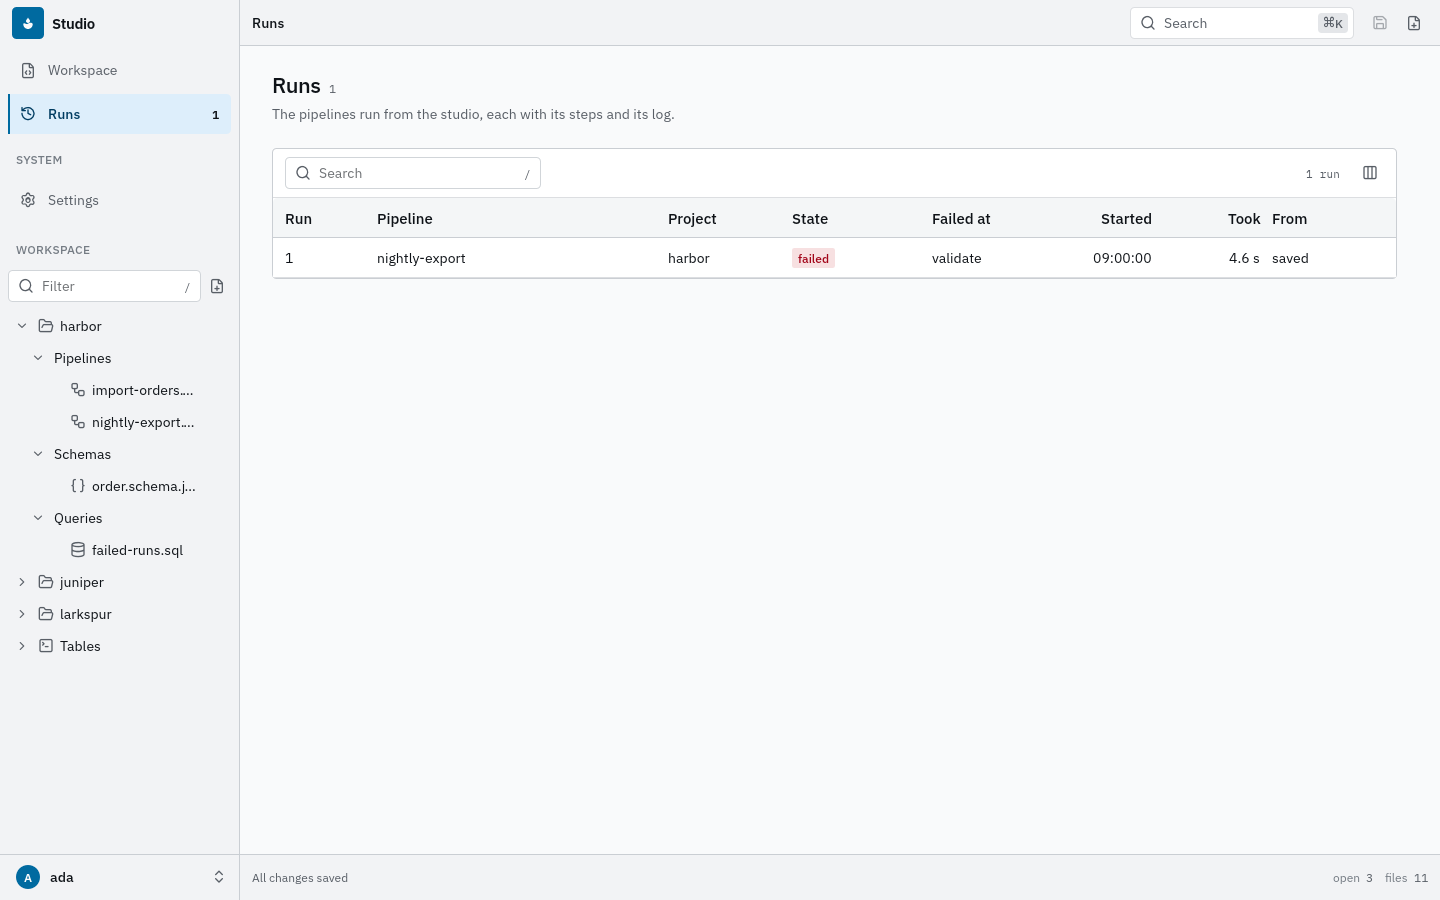 Studio
Workspace
Runs 1
SYSTEM
Settings
WORKSPACE
Filter /
harbor
Pipelines
import-orders....
nightly-export....
Schemas
order.schema.j...
Queries
failed-runs.sql
juniper
larkspur
Tables
A ada
Runs
Search ⌘K
Runs 1
The pipelines run from the studio, each with its steps and its log.
Search /
1 run
Run Pipeline Project State Failed at Started Took From
1 nightly-export harbor failed validate 09:00:00 4.6 s saved
All changes saved
open 3 files 11